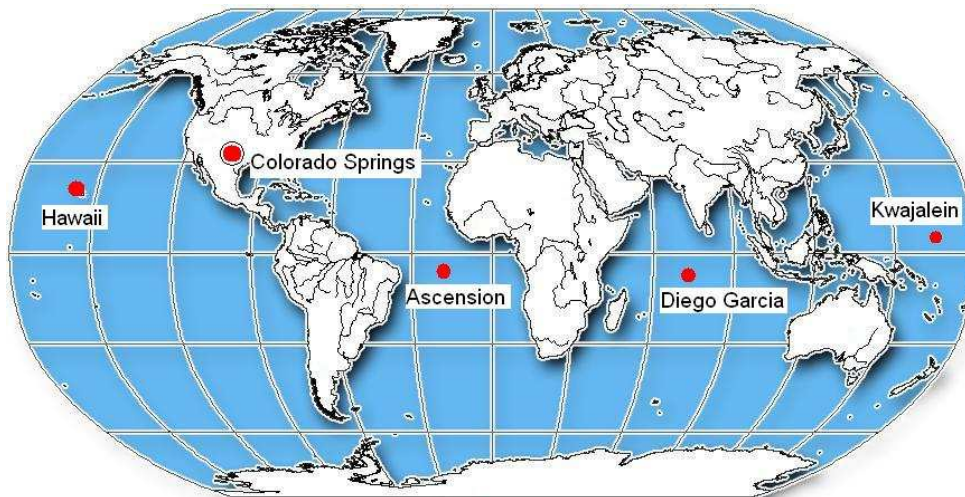 Colorado Springs
Hawaii
Kwajalein
Ascension
Diego Garcia